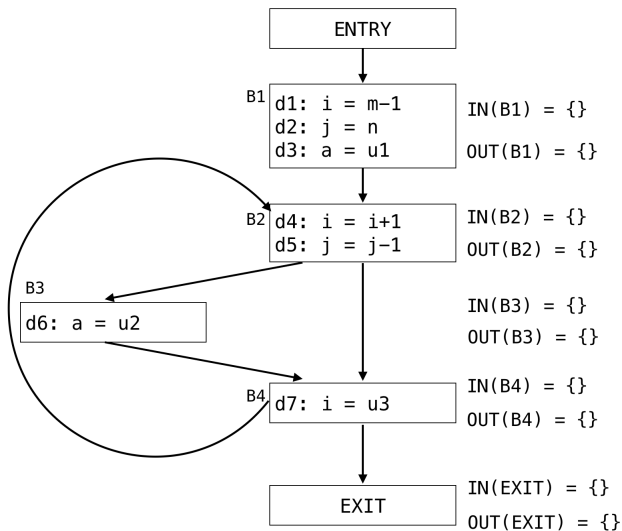 ENTRY
B1
d1: i = m−1
d2: j = n
d3: a = u1
IN(B1) = {}
OUT(B1) = {}
B2
d4: i = i+1
d5: j = j−1
IN(B2) = {}
OUT(B2) = {}
B3
d6: a = u2
IN(B3) = {}
OUT(B3) = {}
B4
d7: i = u3
IN(B4) = {}
OUT(B4) = {}
EXIT
IN(EXIT) = {}
OUT(EXIT) = {}